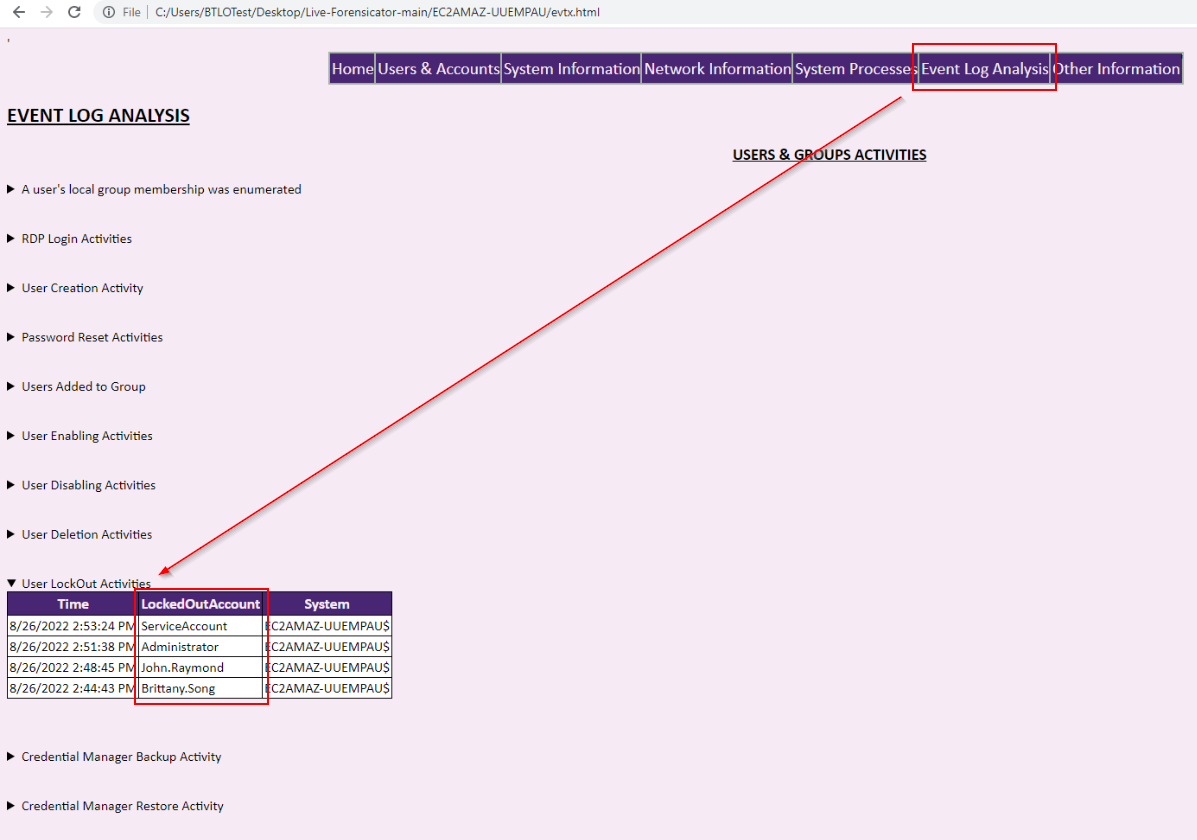 File | C:/Users/BTLOTest/Desktop/Live-Forensicator-main/EC2AMAZ-UUEMPAU/evtx.html
Home Users & Accounts System Information Network Information System Processes Event Log Analysis Other Information
EVENT LOG ANALYSIS
USERS & GROUPS ACTIVITIES
▶ A user's local group membership was enumerated
▶ RDP Login Activities
▶ User Creation Activity
▶ Password Reset Activities
▶ Users Added to Group
▶ User Enabling Activities
▶ User Disabling Activities
▶ User Deletion Activities
▼ User LockOut Activities
Time LockedOutAccount System
8/26/2022 2:53:24 PM ServiceAccount EC2AMAZ-UUEMPAU$
8/26/2022 2:51:38 PM Administrator EC2AMAZ-UUEMPAU$
8/26/2022 2:48:45 PM John.Raymond EC2AMAZ-UUEMPAU$
8/26/2022 2:44:43 PM Brittany.Song EC2AMAZ-UUEMPAU$
▶ Credential Manager Backup Activity
▶ Credential Manager Restore Activity